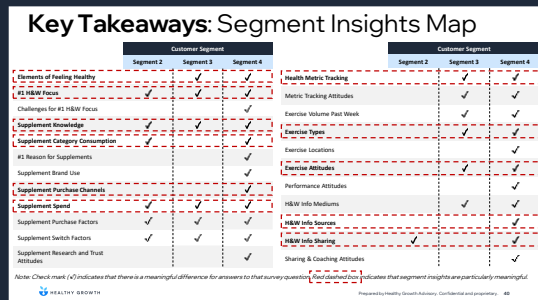 Key Takeaways: Segment Insights Map
Customer Segment
Segment 2 Segment 3 Segment 4
Elements of Feeling Healthy ✓ ✓
#1 H&W Focus ✓ ✓ ✓
Challenges for #1 H&W Focus ✓
Supplement Knowledge ✓ ✓ ✓
Supplement Category Consumption ✓ ✓
#1 Reason for Supplements ✓
Supplement Brand Use ✓
Supplement Purchase Channels ✓
Supplement Spend ✓ ✓ ✓
Supplement Purchase Factors ✓ ✓ ✓
Supplement Switch Factors ✓ ✓ ✓
Supplement Research and Trust
Attitudes ✓
Customer Segment
Segment 2 Segment 3 Segment 4
Health Metric Tracking ✓ ✓
Metric Tracking Attitudes ✓ ✓
Exercise Volume Past Week ✓ ✓
Exercise Types ✓ ✓
Exercise Locations ✓
Exercise Attitudes ✓ ✓
Performance Attitudes ✓
H&W Info Mediums ✓ ✓
H&W Info Sources ✓
H&W Info Sharing ✓ ✓
Sharing & Coaching Attitudes ✓
Note: Check mark (✓) indicates that there is a meaningful difference for answers to that survey question. Red dashed box indicates that segment insights are particularly meaningful.
HEALTHY GROWTH
Prepared by Healthy Growth Advisory. Confidential and proprietary. 40